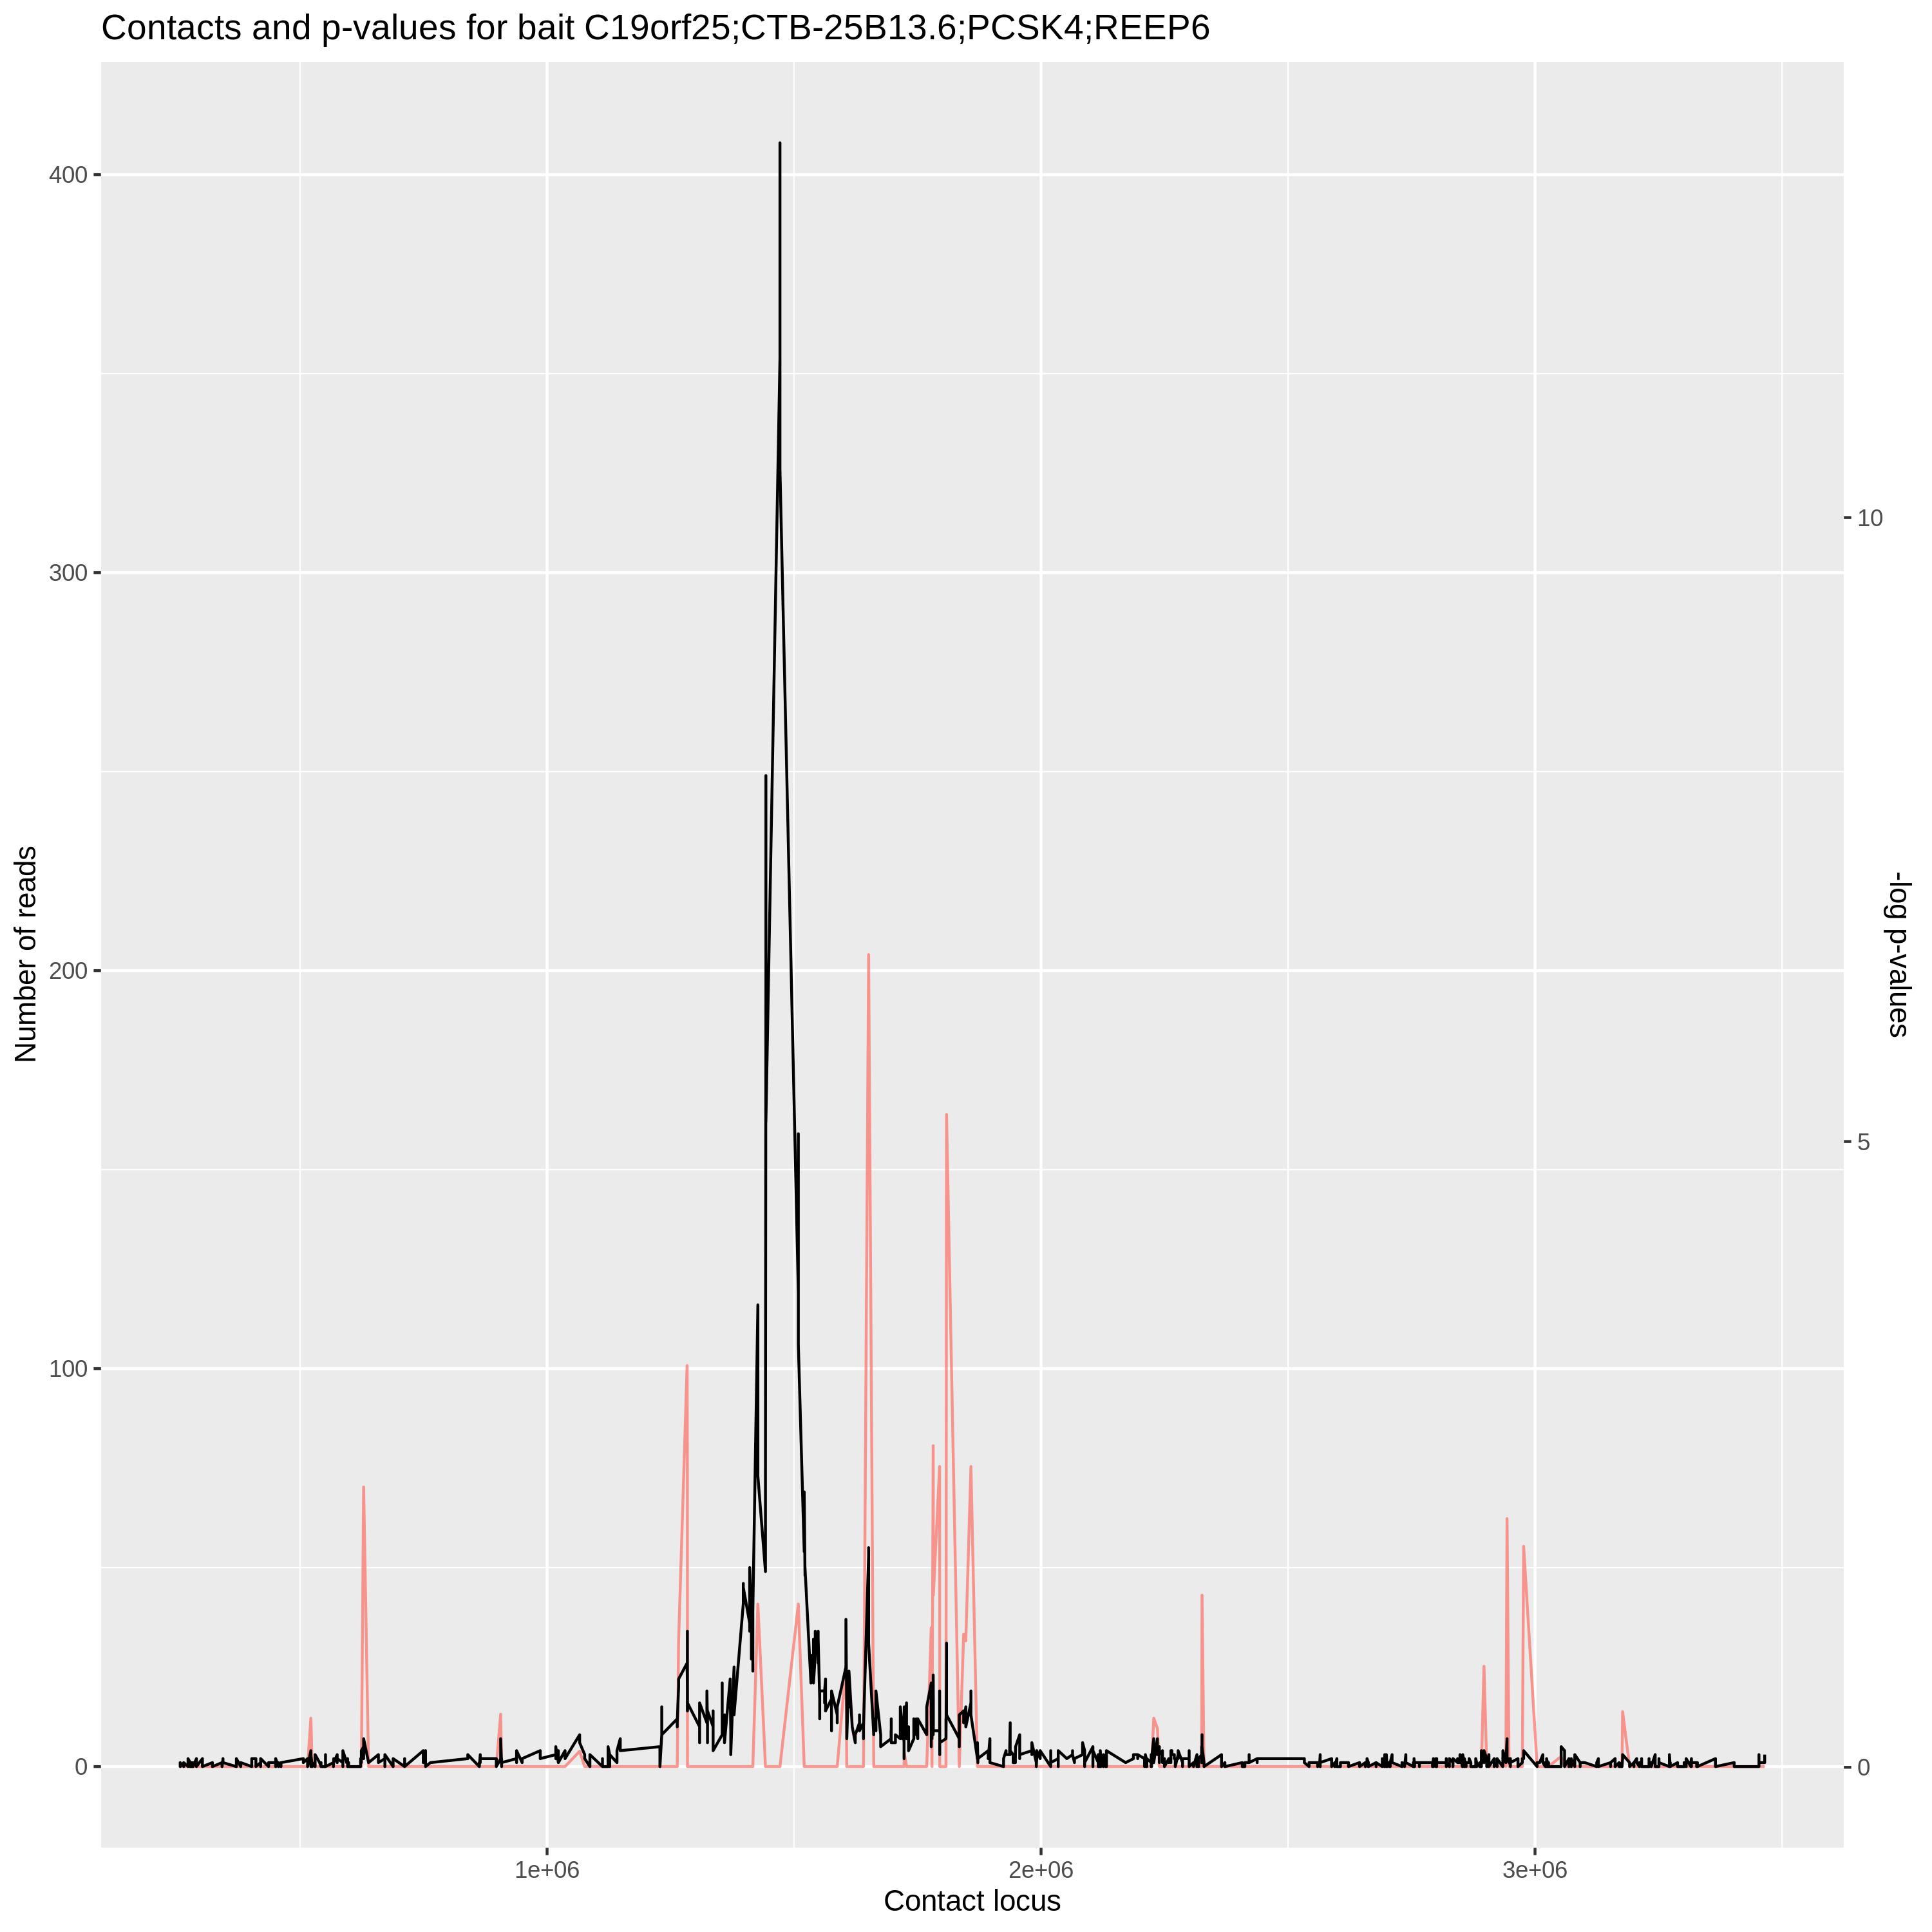 Contacts and p-values for bait C19orf25;CTB-25B13.6;PCSK4;REEP6
400
300
200
100
0
Number of reads
10
5
0
-log p-values
1e+06
2e+06
3e+06
Contact locus